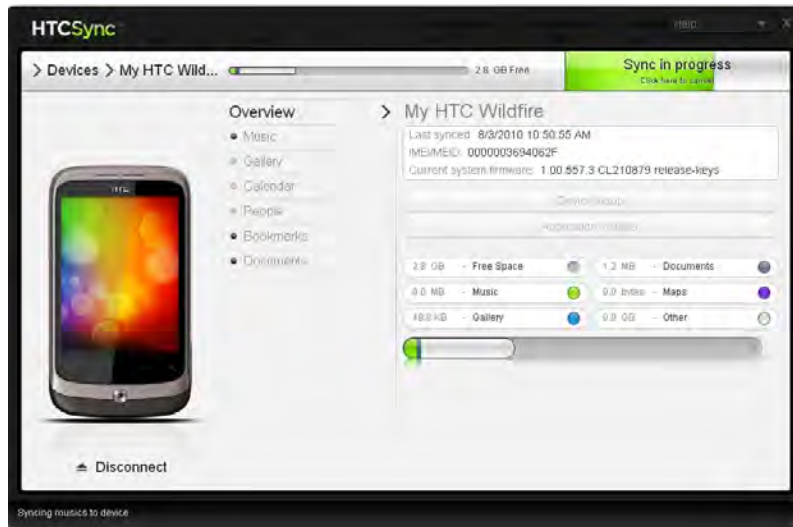 HTCSync
Help
X
> Devices > My HTC Wild...
2.8 GB Free
Sync in progress
Click here to cancel
Overview
Music
Gallery
Calendar
People
Bookmarks
Documents
> My HTC Wildfire
Last synced: 8/3/2010 10:50:55 AM
IMEI/MEID: 0000003694062F
Current system firmware: 1.00.557.3 CL210879 release-keys
Device setup
Application installer
2.8 GB - Free Space
1.2 MB - Documents
0.0 MB - Music
0.0 bytes - Maps
- Gallery
0.0 GB - Other
hTC
Disconnect
Syncing musics to device